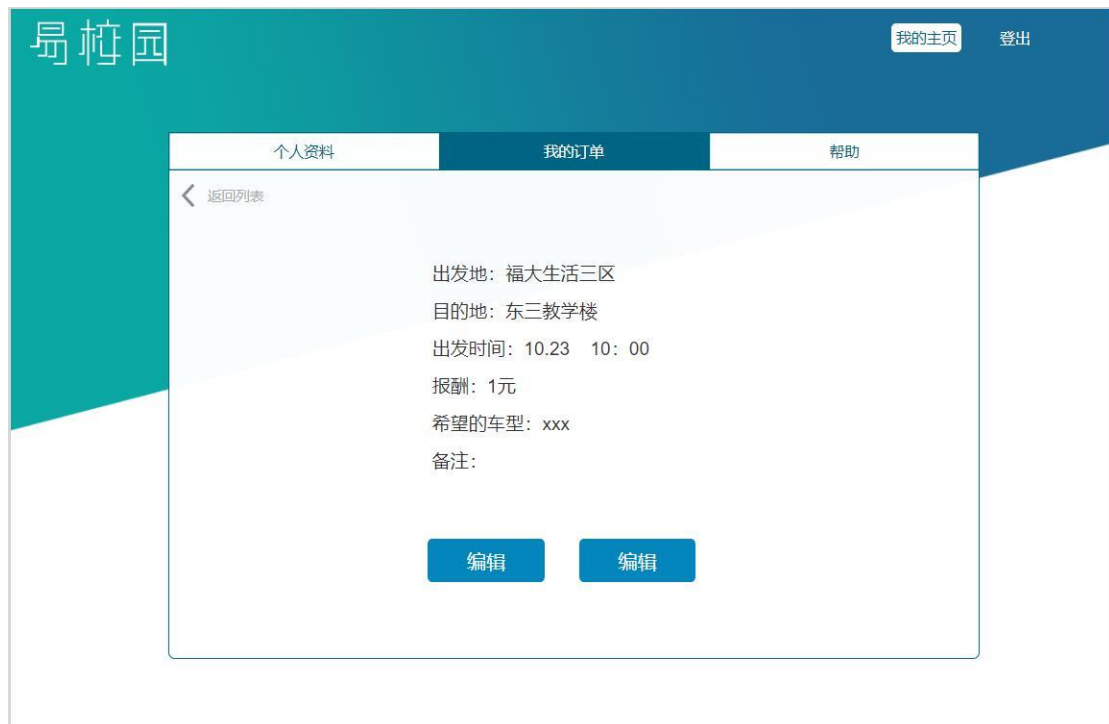 易校园
我的主页 登出
个人资料 我的订单 帮助
返回列表
出发地：福大生活三区
目的地：东三教学楼
出发时间：10.23 10：00
报酬：1元
希望的车型：xxx
备注：
编辑 编辑